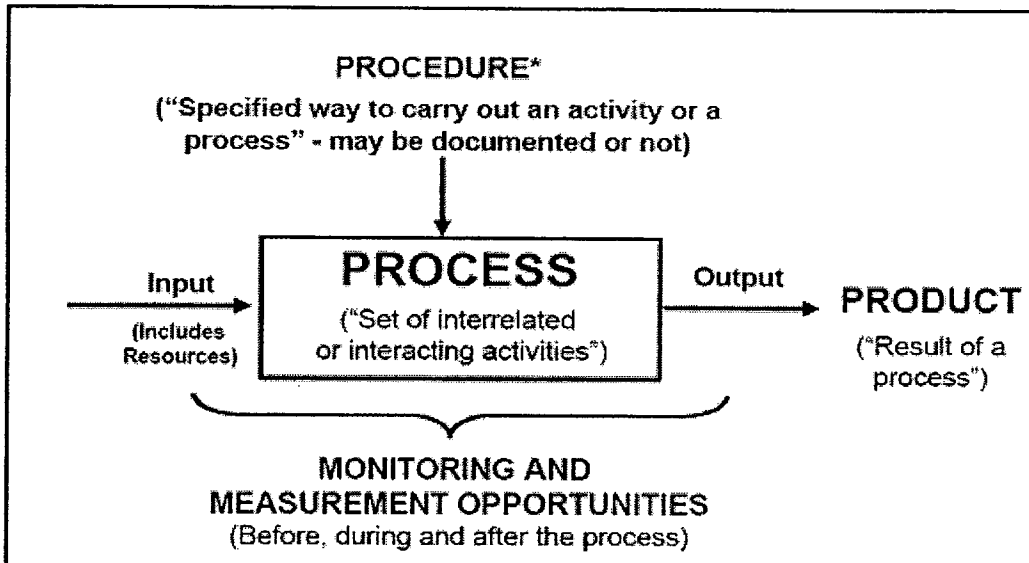 PROCEDURE*
("Specified way to carry out an activity or a
process" - may be documented or not)
PROCESS
("Set of interrelated
or interacting activities")
Input
(Includes
Resources)
Output
PRODUCT
("Result of a
process")
MONITORING AND
MEASUREMENT OPPORTUNITIES
(Before, during and after the process)